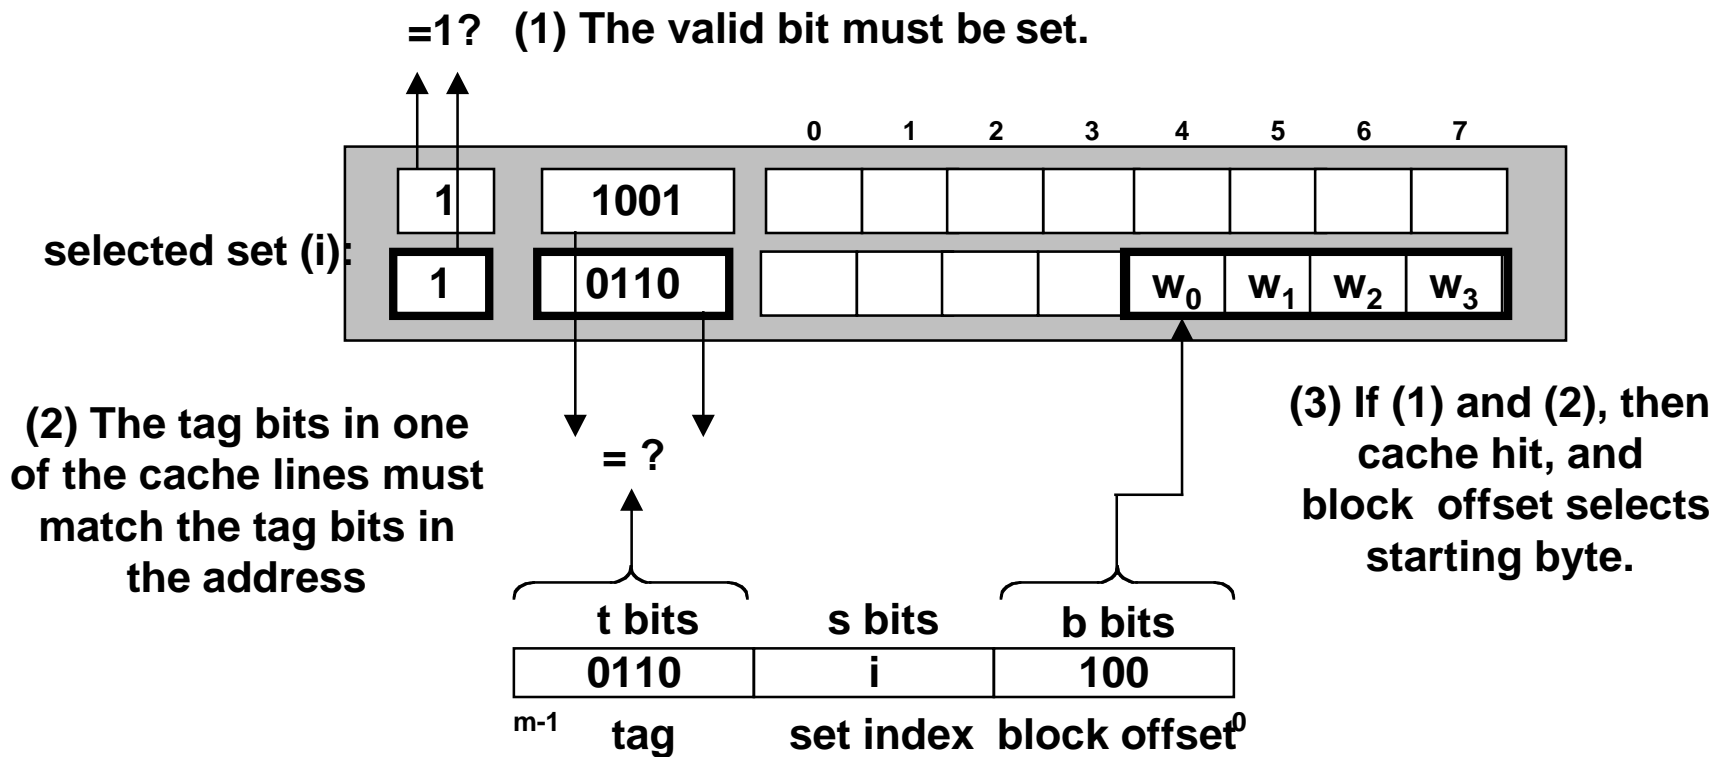 =1? (1) The valid bit must be set.
0 1 2 3 4 5 6 7
1 1001
selected set (i):
1 0110 w0 w1 w2 w3
(2) The tag bits in one
of the cache lines must
match the tag bits in
the address
= ?
(3) If (1) and (2), then
cache hit, and
block offset selects
starting byte.
t bits s bits b bits
0110 i 100
m-1 tag set index block offset 0